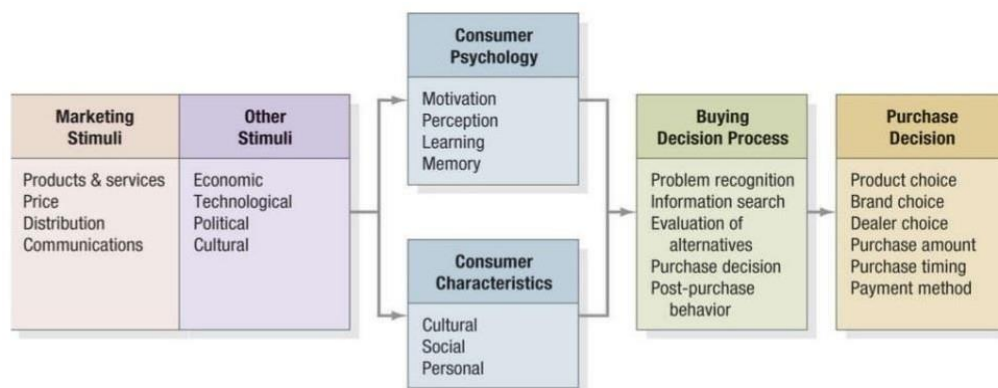 Marketing
Stimuli
Products & services
Price
Distribution
Communications
Other
Stimuli
Economic
Technological
Political
Cultural
Consumer
Psychology
Motivation
Perception
Learning
Memory
Consumer
Characteristics
Cultural
Social
Personal
Buying
Decision Process
Problem recognition
Information search
Evaluation of
alternatives
Purchase decision
Post-purchase
behavior
Purchase
Decision
Product choice
Brand choice
Dealer choice
Purchase amount
Purchase timing
Payment method